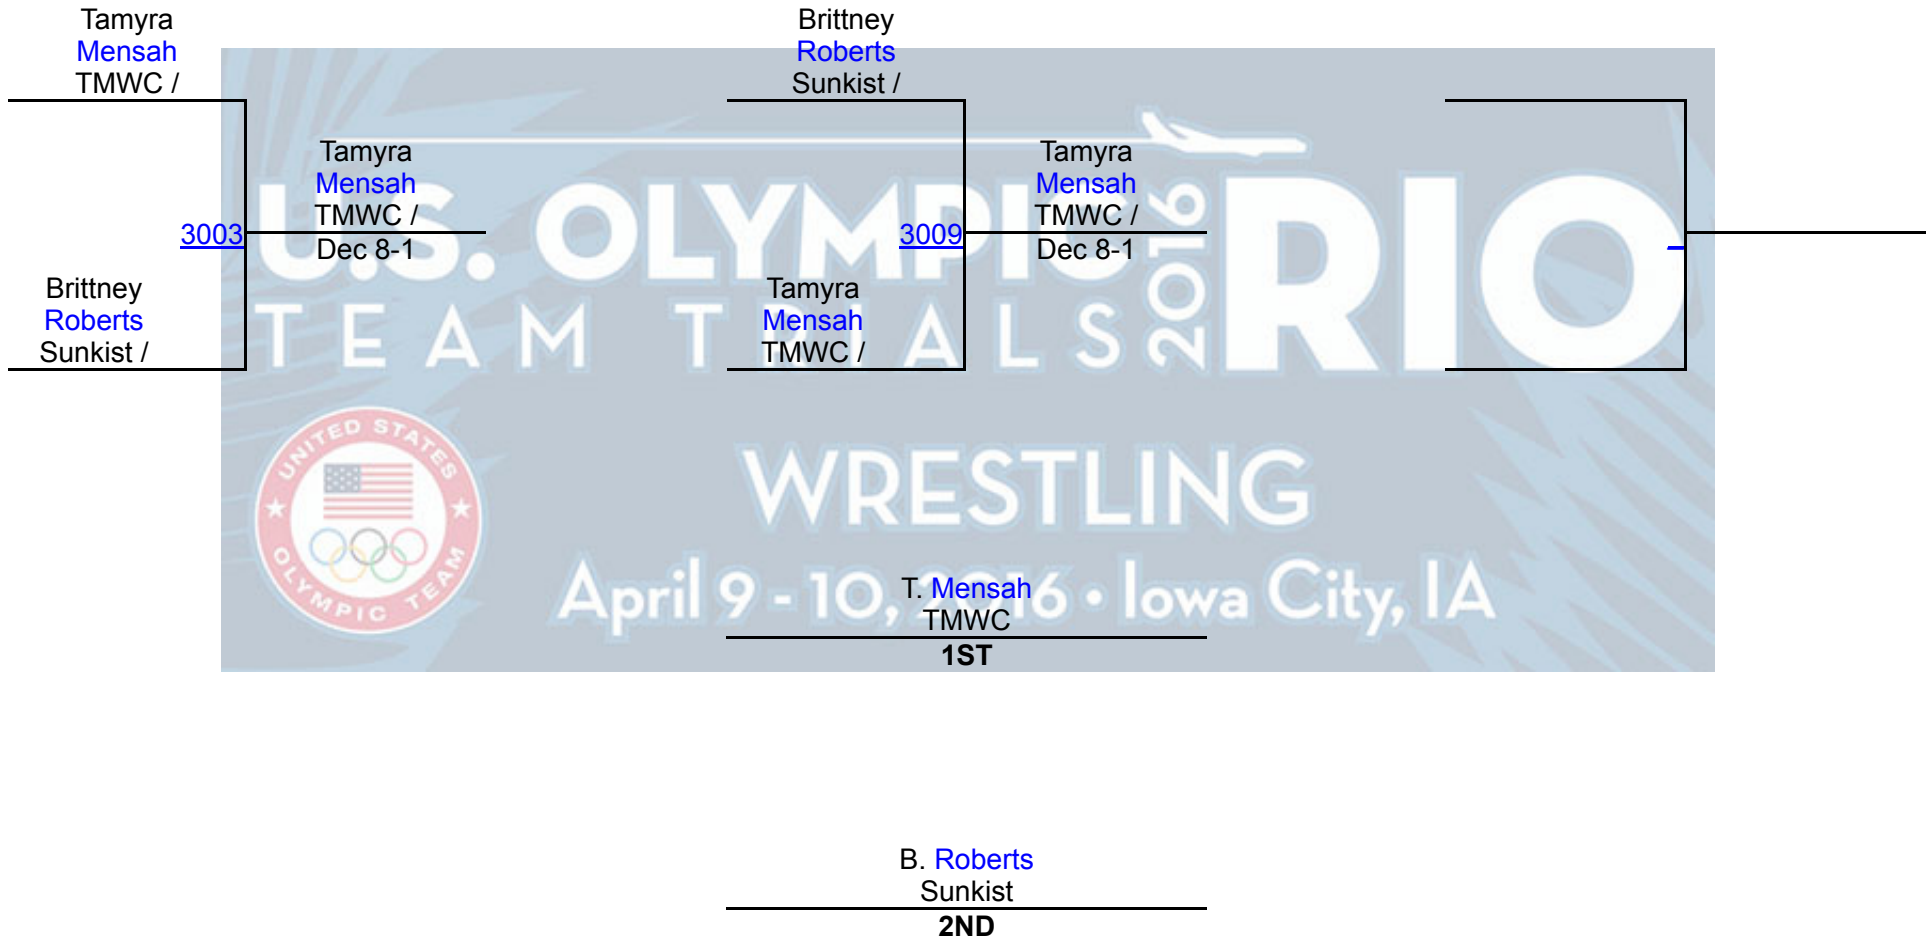 Tamyra
Mensah
TMWC /
Brittney
Roberts
Sunkist /
Tamyra
Mensah
TMWC /
3003
Dec 8-1
Tamyra
Mensah
TMWC /
3009
Dec 8-1
Brittney
Roberts
Sunkist /
Tamyra
Mensah
TMWC /
U.S. OLYMPIC 2016 RIO
TEAM TRIALS
UNITED STATES
OLYMPIC TEAM
WRESTLING
April 9 - 10, 2016 • Iowa City, IA
T. Mensah
TMWC
1ST
B. Roberts
Sunkist
2ND